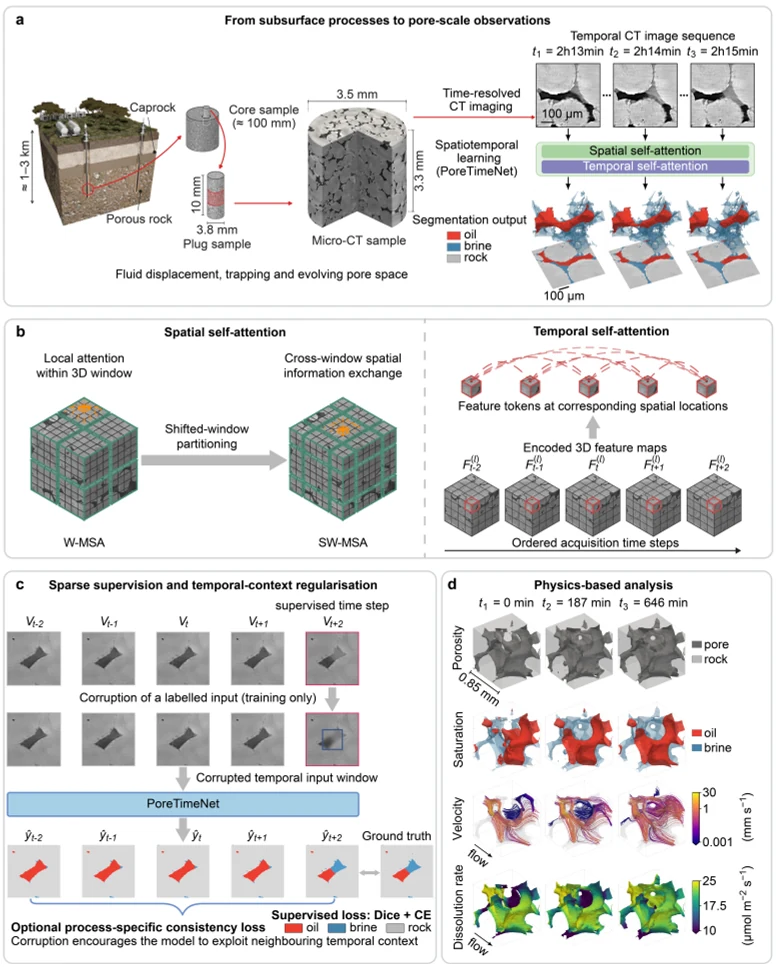 a
From subsurface processes to pore-scale observations
Temporal CT image sequence
t1 = 2h13min t2 = 2h14min t3 = 2h15min
3.5 mm
Time-resolved
CT imaging
100 µm
Caprock
Core sample
(≈ 100 mm)
≈ 1–3 km
Porous rock
10 mm
3.8 mm
Plug sample
3.3 mm
Micro-CT sample
Spatiotemporal
learning
(PoreTimeNet)
Spatial self-attention
Temporal self-attention
Segmentation output
oil
brine
rock
100 µm
Fluid displacement, trapping and evolving pore space
b
Spatial self-attention
Local attention
within 3D window
Cross-window spatial
information exchange
Shifted-window
partitioning
W-MSA
SW-MSA
Temporal self-attention
Feature tokens at corresponding spatial locations
Encoded 3D feature maps
F(l)t-2 F(l)t-1 F(l)t F(l)t+1 F(l)t+2
Ordered acquisition time steps
c
Sparse supervision and temporal-context regularisation
supervised time step
Vt-2 Vt-1 Vt Vt+1 Vt+2
Corruption of a labelled input (training only)
Corrupted temporal input window
PoreTimeNet
ŷt-2 ŷt-1 ŷt ŷt+1 ŷt+2 Ground truth
Supervised loss: Dice + CE
Optional process-specific consistency loss
oil brine rock
Corruption encourages the model to exploit neighbouring temporal context
d
Physics-based analysis
t1 = 0 min t2 = 187 min t3 = 646 min
Porosity
0.85 mm
pore
rock
Saturation
oil
brine
Velocity
flow
30
1
0.001
(mm s⁻¹)
Dissolution rate
flow
25
17.5
10
(µmol m⁻² s⁻¹)